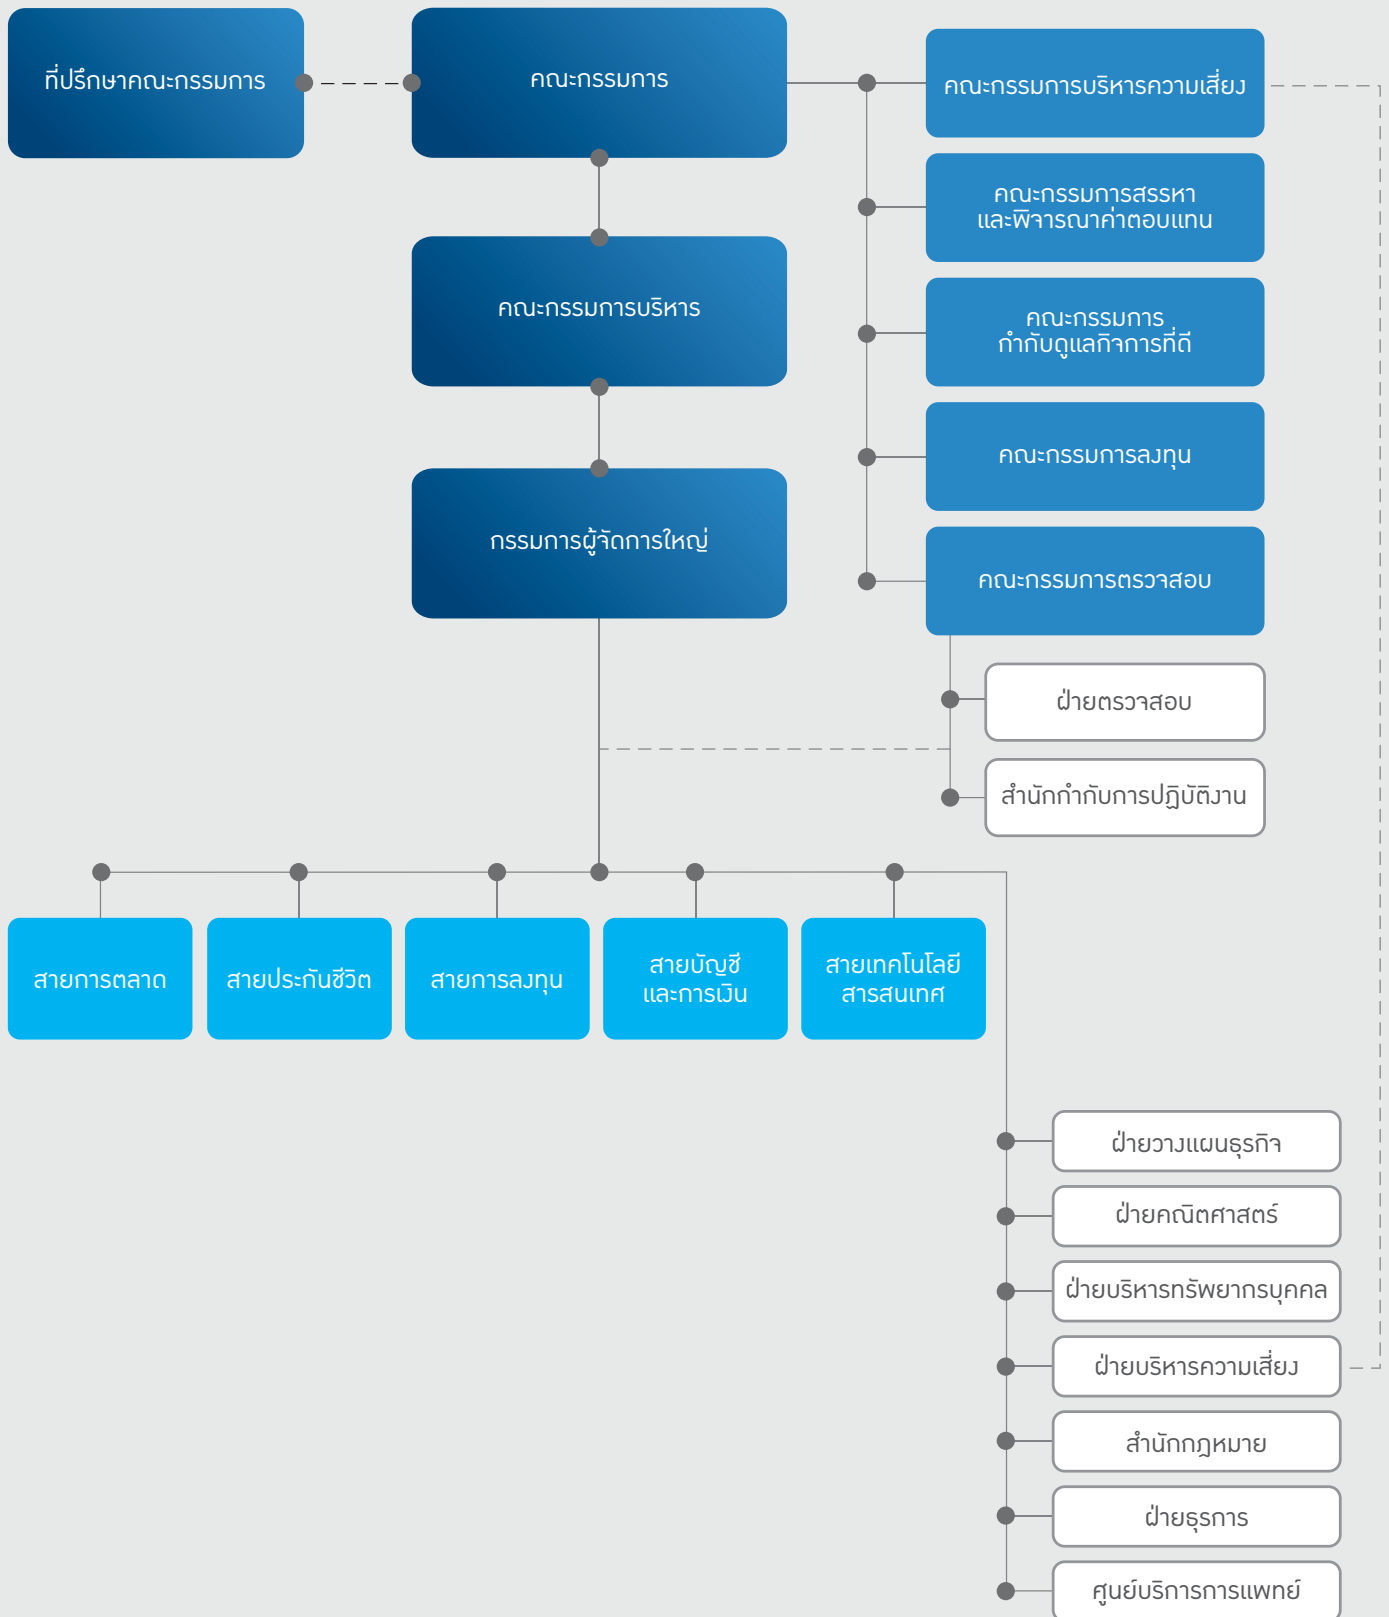 ที่ปรึกษาคณะกรรมการ
คณะกรรมการ
คณะกรรมการบริหารความเสี่ยง
คณะกรรมการสรรหา
และพิจารณาค่าตอบแทน
คณะกรรมการบริหาร
คณะกรรมการ
กำกับดูแลกิจการที่ดี
คณะกรรมการลงทุน
กรรมการผู้จัดการใหญ่
คณะกรรมการตรวจสอบ
ฝ่ายตรวจสอบ
สำนักกำกับการปฏิบัติงาน
สายการตลาด
สายประกันชีวิต
สายการลงทุน
สายบัญชี
และการเงิน
สายเทคโนโลยี
สารสนเทศ
ฝ่ายวางแผนธุรกิจ
ฝ่ายคณิตศาสตร์
ฝ่ายบริหารทรัพยากรบุคคล
ฝ่ายบริหารความเสี่ยง
สำนักกฎหมาย
ฝ่ายธุรการ
ศูนย์บริการการแพทย์